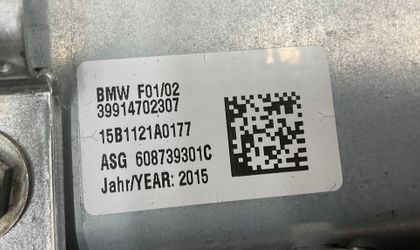 BMW F01/02
39914702307
15B1121A0177
ASG 608739301C
Jahr/YEAR: 2015